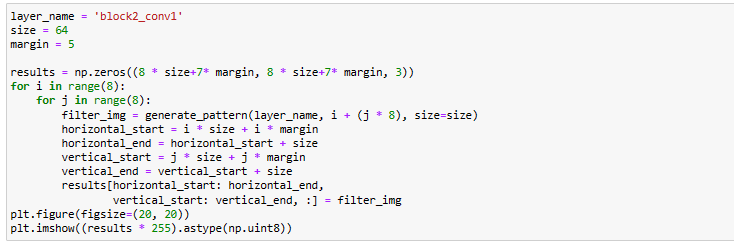 layer_name = 'block2_conv1'
size = 64
margin = 5

results = np.zeros((8 * size+7* margin, 8 * size+7* margin, 3))
for i in range(8):
    for j in range(8):
        filter_img = generate_pattern(layer_name, i + (j * 8), size=size)
        horizontal_start = i * size + i * margin
        horizontal_end = horizontal_start + size
        vertical_start = j * size + j * margin
        vertical_end = vertical_start + size
        results[horizontal_start: horizontal_end,
                vertical_start: vertical_end, :] = filter_img
plt.figure(figsize=(20, 20))
plt.imshow((results * 255).astype(np.uint8))